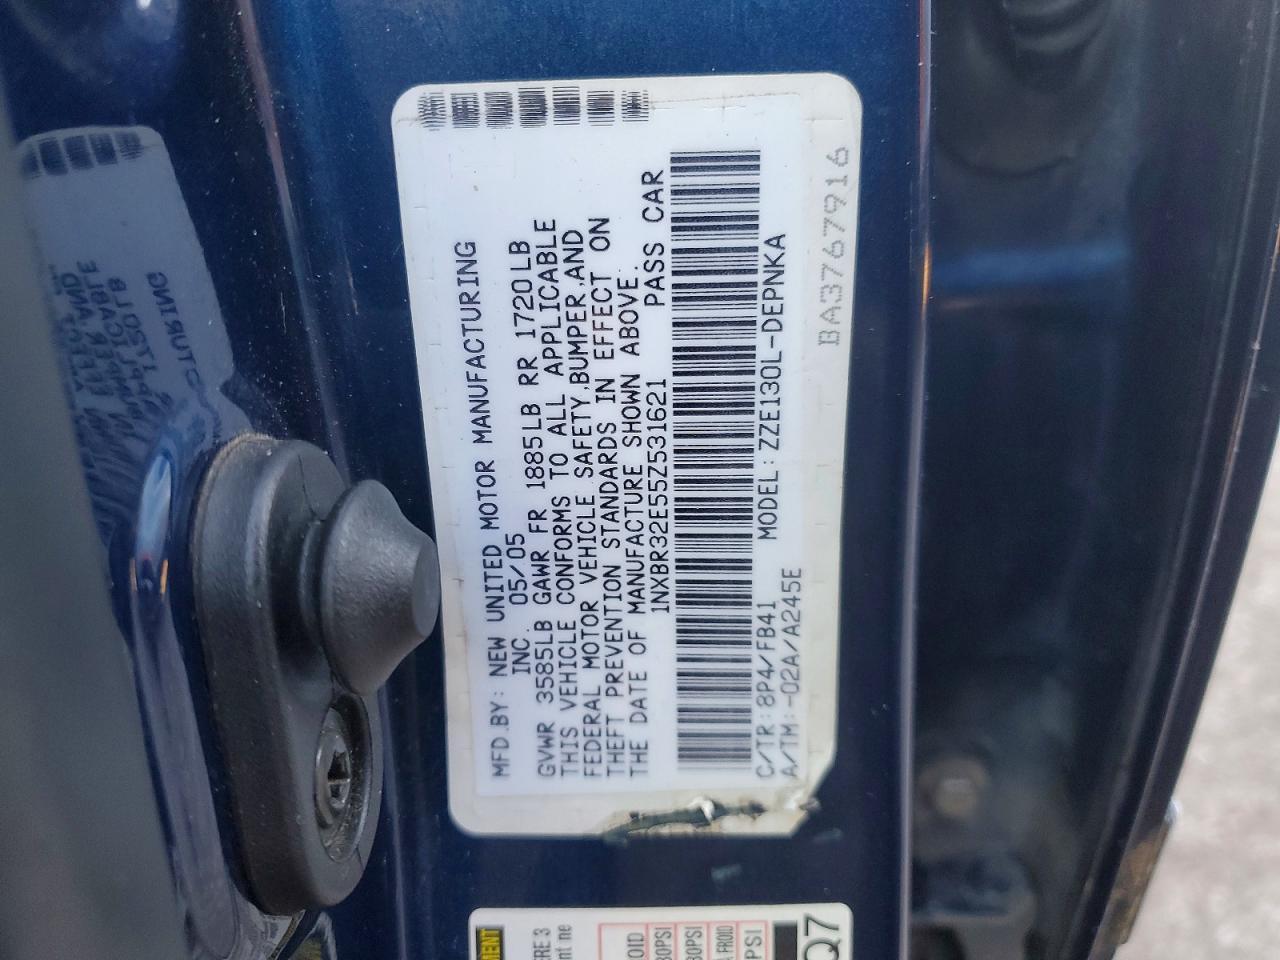 MFD.BY: NEW UNITED MOTOR MANUFACTURING
INC. 05/05
GVWR 3585LB GAWR FR 1885LB RR 1720LB
THIS VEHICLE CONFORMS TO ALL APPLICABLE
FEDERAL MOTOR VEHICLE SAFETY,BUMPER,AND
THEFT PREVENTION STANDARDS IN EFFECT ON
THE DATE OF MANUFACTURE SHOWN ABOVE.
1NXBR32E55Z531621 PASS CAR
C/TR:8P4/FB41 MODEL:ZZE130L-DEPNKA
A/TM:-02A/A245E
BA3767916
Q7